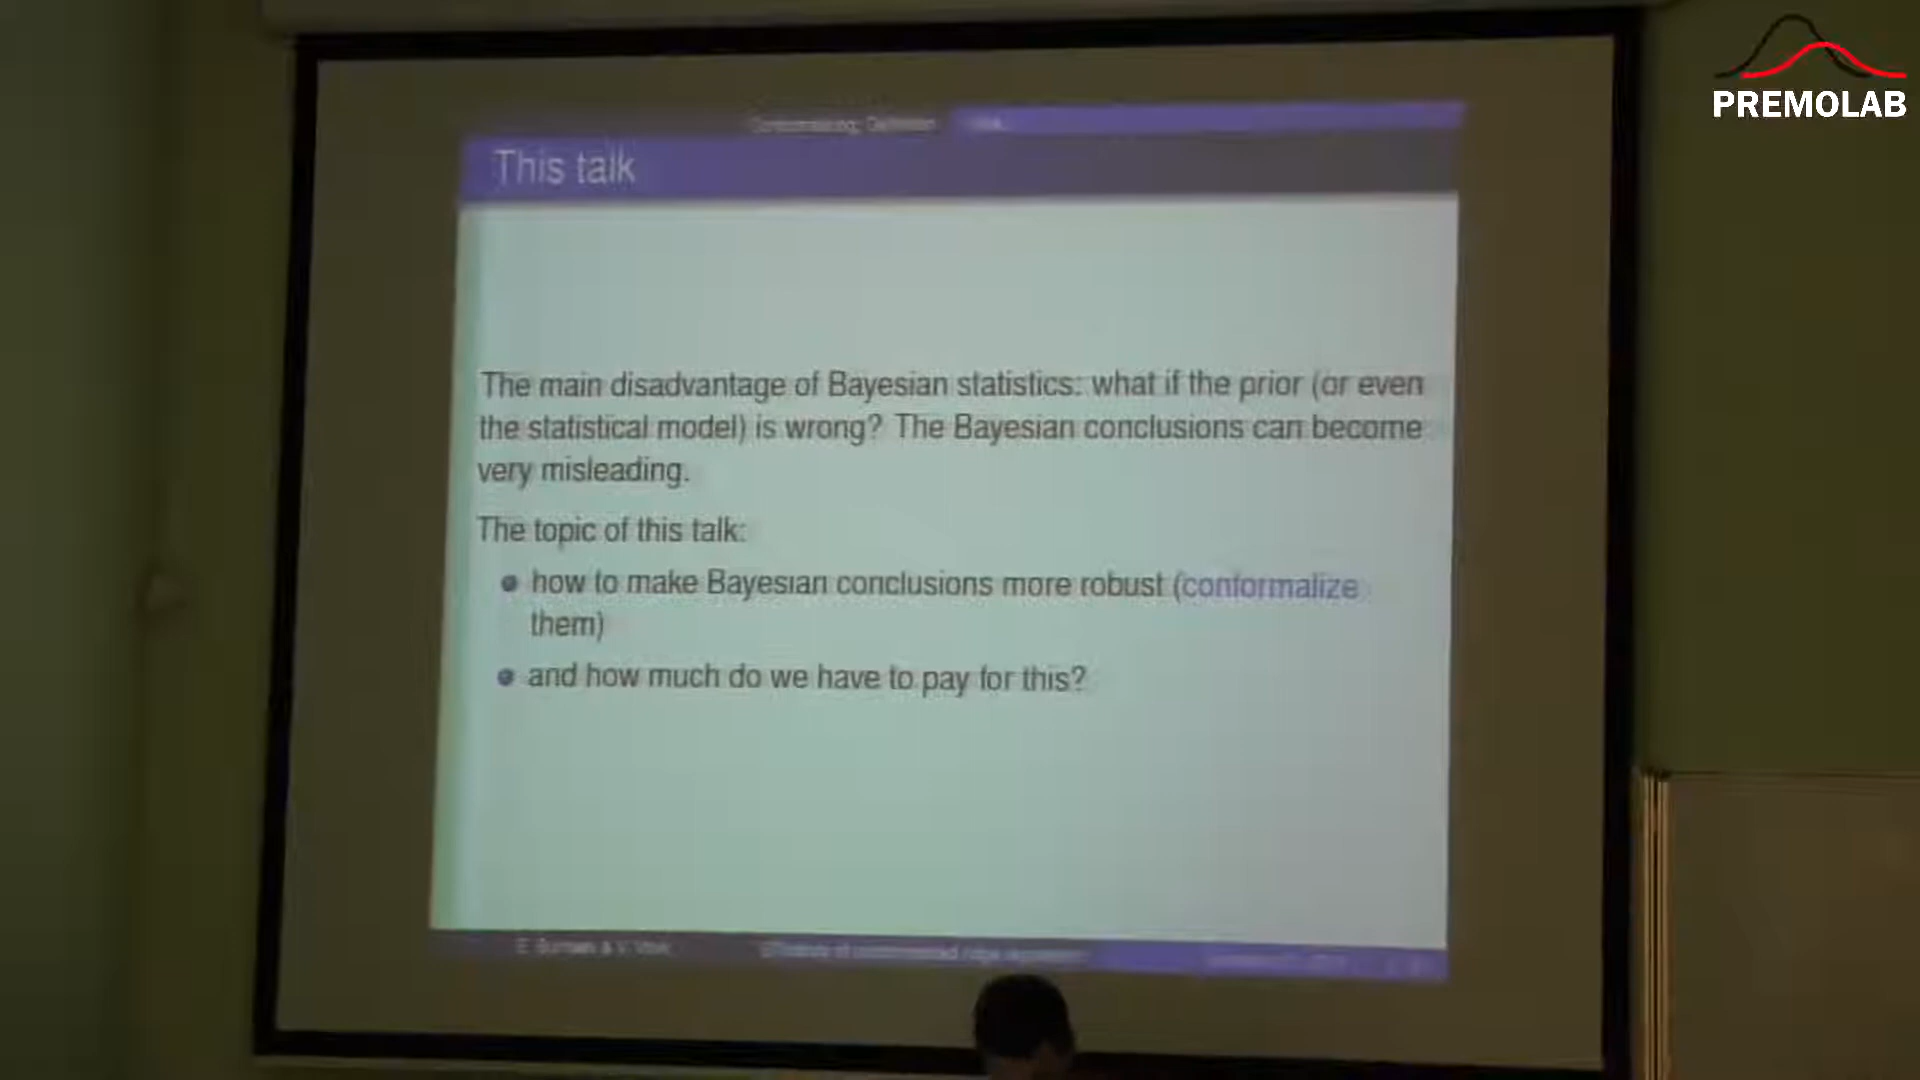 PREMOLAB
This talk
The main disadvantage of Bayesian statistics: what if the prior (or even
the statistical model) is wrong? The Bayesian conclusions can become
very misleading.
The topic of this talk:
how to make Bayesian conclusions more robust (conformalize
them)
and how much do we have to pay for this?